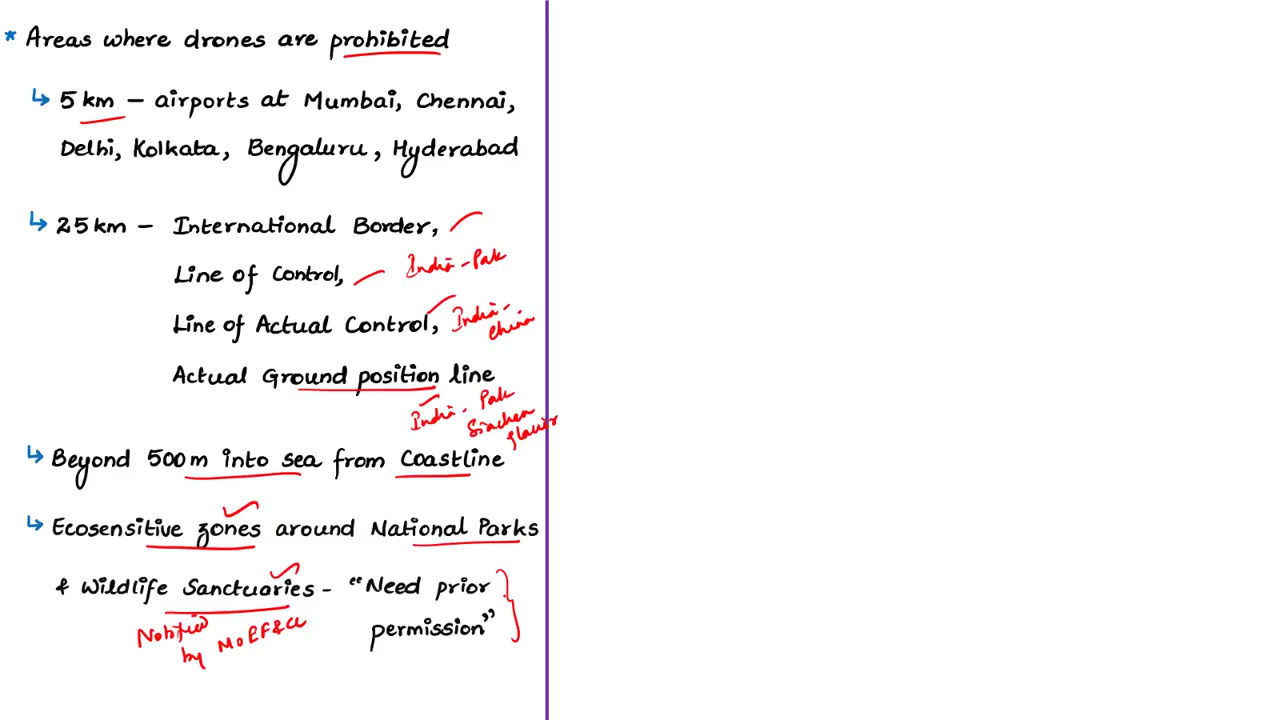 * Areas where drones are prohibited
↳ 5 km – airports at Mumbai, Chennai,
Delhi, Kolkata, Bengaluru, Hyderabad
↳ 25 km – International Border,
Line of Control,
India - Pak
Line of Actual Control,
India -
China
Actual Ground position line
India - Pak
Siachen
glacier
↳ Beyond 500 m into sea from Coastline
↳ Ecosensitive zones around National Parks
& Wildlife Sanctuaries - "Need prior
permission"
Notified
by MoEF&CC